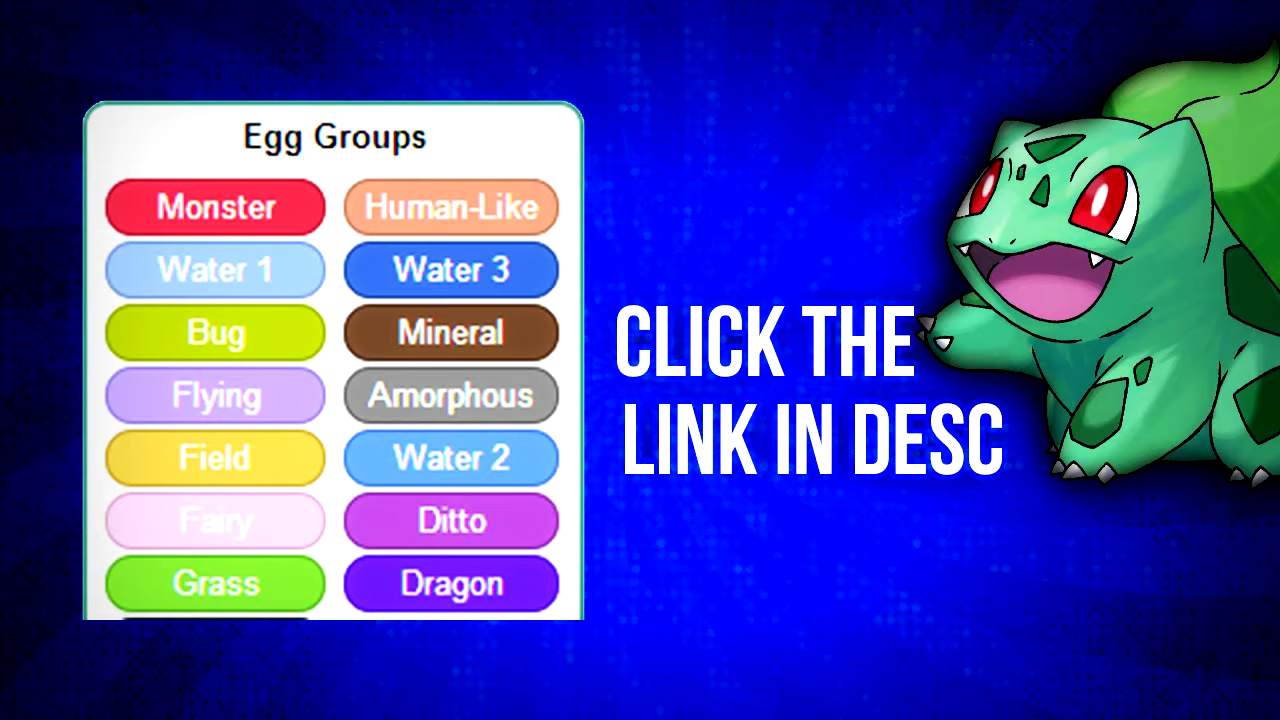 Egg Groups
Monster Human-Like
Water 1 Water 3
Bug Mineral
Flying Amorphous
Field Water 2
Fairy Ditto
Grass Dragon
CLICK THE
LINK IN DESC